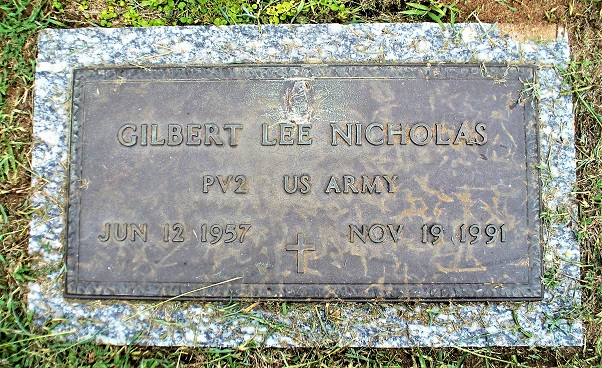 GILBERT LEE NICHOLAS
PV2 US ARMY
JUN 12 1957 NOV 19 1991